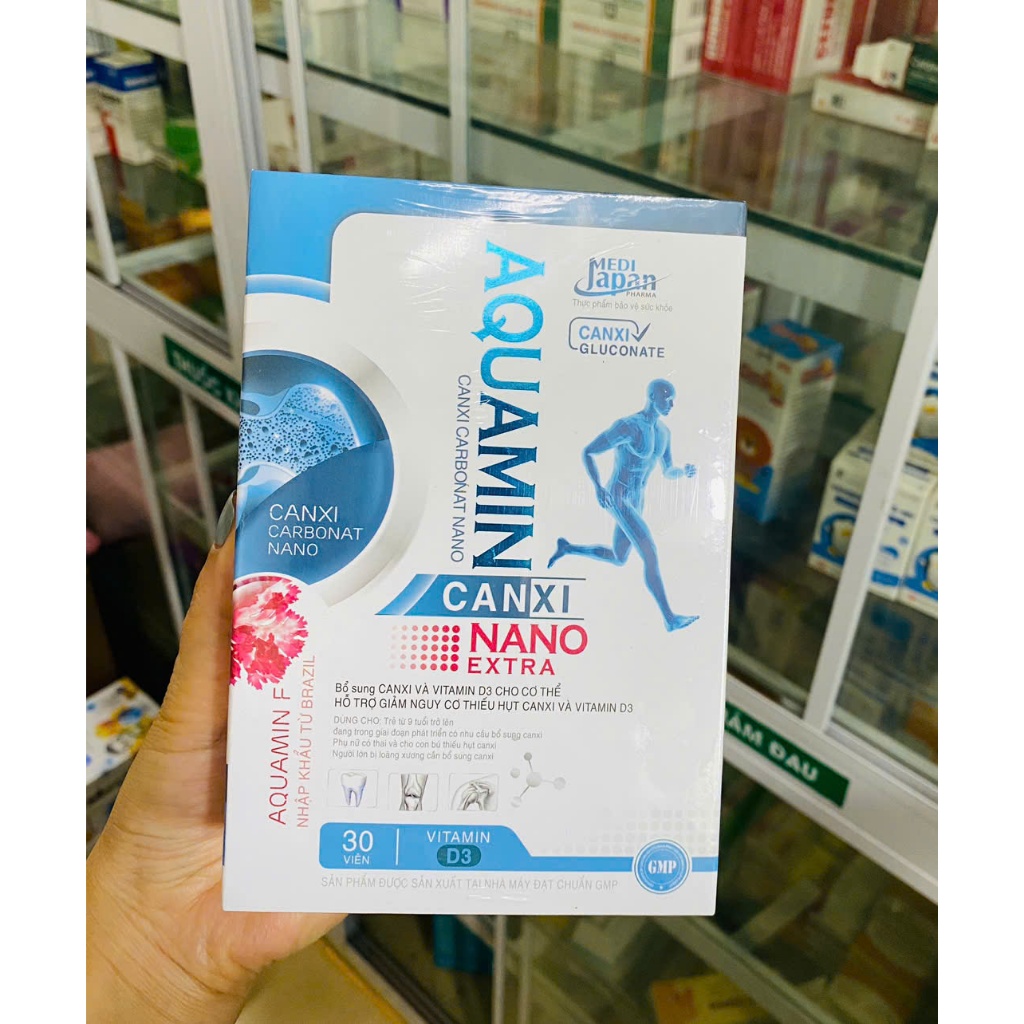 MEDI
Japan
PHARMA
Thực phẩm bảo vệ sức khỏe
CANXI
GLUCONATE
AQUAMIN
CANXI CARBONAT NANO
CANXI
CARBONAT
NANO
CANXI
NANO
EXTRA
AQUAMIN F
NHẬP KHẨU TỪ BRAZIL
Bổ sung CANXI VÀ VITAMIN D3 CHO CƠ THỂ
HỖ TRỢ GIẢM NGUY CƠ THIẾU HỤT CANXI VÀ VITAMIN D3
DÙNG CHO: Trẻ từ 9 tuổi trở lên
đang trong giai đoạn phát triển có nhu cầu bổ sung canxi
Phụ nữ có thai và cho con bú thiếu hụt canxi
Người lớn bị loãng xương cần bổ sung canxi
30
VIÊN
VITAMIN
D3
GMP
SẢN PHẨM ĐƯỢC SẢN XUẤT TẠI NHÀ MÁY ĐẠT CHUẨN GMP
ĐAU